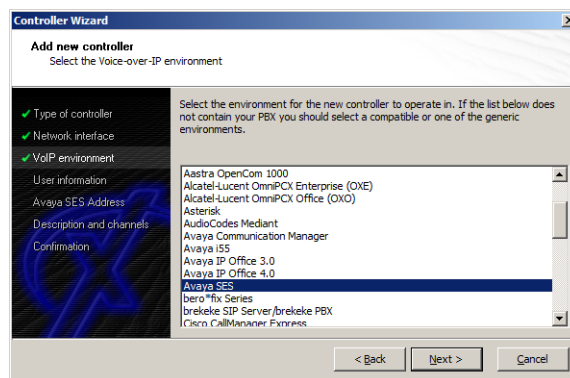 Controller Wizard
Add new controller
Select the Voice-over-IP environment
Type of controller
Network interface
VoIP environment
User information
Avaya SES Address
Description and channels
Confirmation
Select the environment for the new controller to operate in. If the list below does
not contain your PBX you should select a compatible or one of the generic
environments.
Aastra OpenCom 1000
Alcatel-Lucent OmniPCX Enterprise (OXE)
Alcatel-Lucent OmniPCX Office (OXO)
Asterisk
AudioCodes Mediant
Avaya Communication Manager
Avaya i55
Avaya IP Office 3.0
Avaya IP Office 4.0
Avaya SES
bero*fix Series
brekeke SIP Server/brekeke PBX
Cisco CallManager Express
< Back
Next >
Cancel